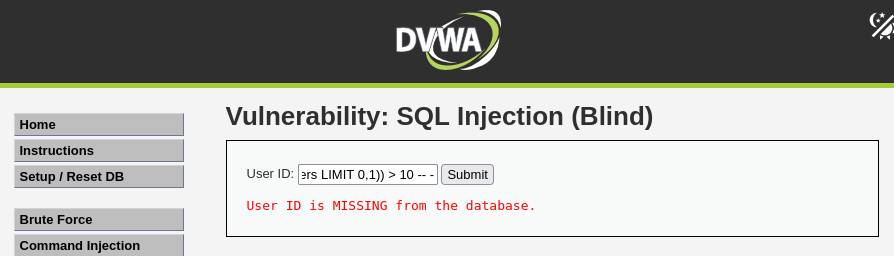 DVWA
Vulnerability: SQL Injection (Blind)
Home
Instructions
Setup / Reset DB
Brute Force
Command Injection
User ID: ers LIMIT 0,1)) > 10 -- - Submit
User ID is MISSING from the database.